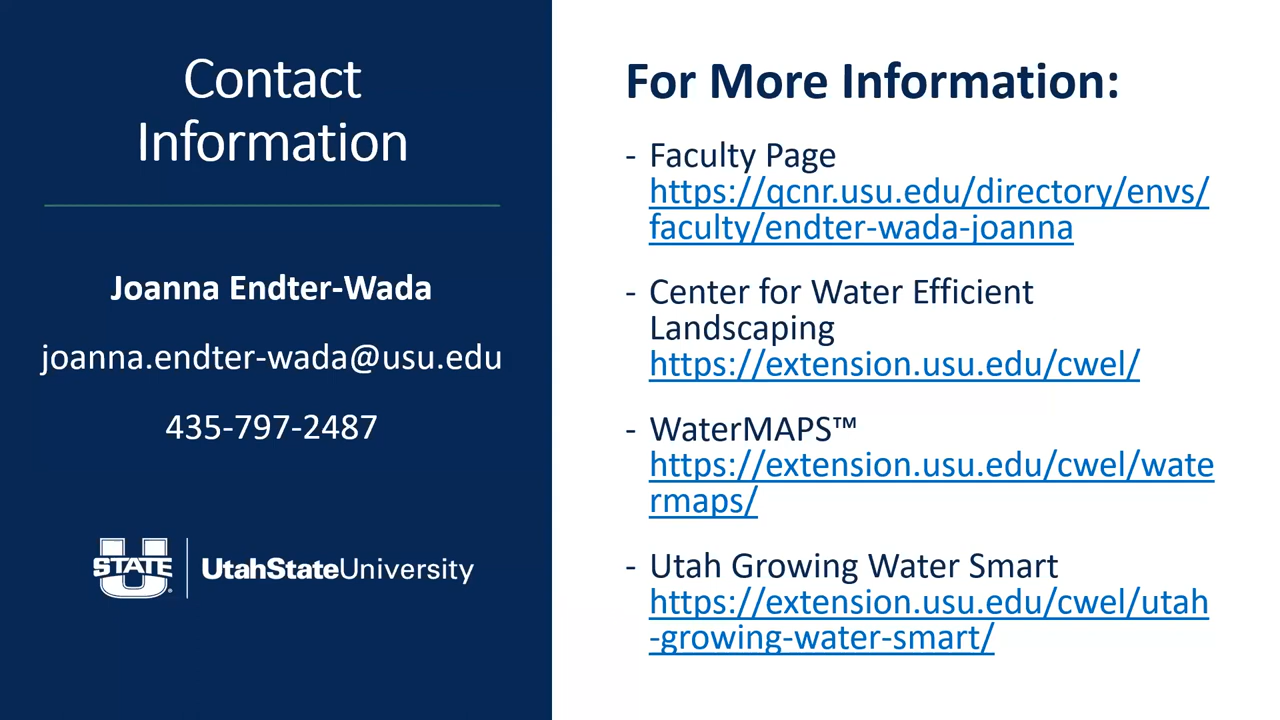 Contact
Information
Joanna Endter-Wada
joanna.endter-wada@usu.edu
435-797-2487
STATE
UtahStateUniversity
For More Information:
- Faculty Page
https://qcnr.usu.edu/directory/envs/
faculty/endter-wada-joanna
- Center for Water Efficient
Landscaping
https://extension.usu.edu/cwel/
- WaterMAPS™
https://extension.usu.edu/cwel/wate
rmaps/
- Utah Growing Water Smart
https://extension.usu.edu/cwel/utah
-growing-water-smart/